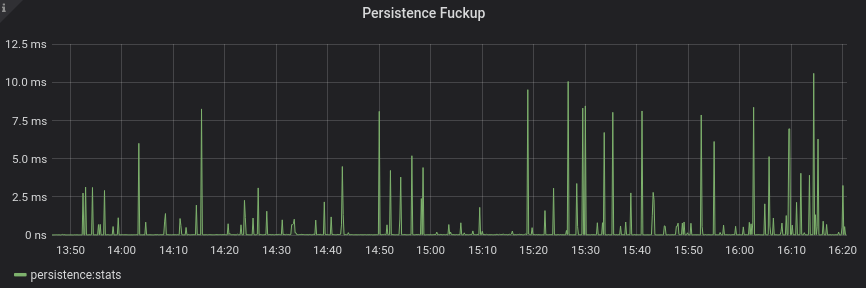 i
Persistence Fuckup
12.5 ms
10.0 ms
7.5 ms
5.0 ms
2.5 ms
0 ns
13:50 14:00 14:10 14:20 14:30 14:40 14:50 15:00 15:10 15:20 15:30 15:40 15:50 16:00 16:10 16:20
persistence:stats